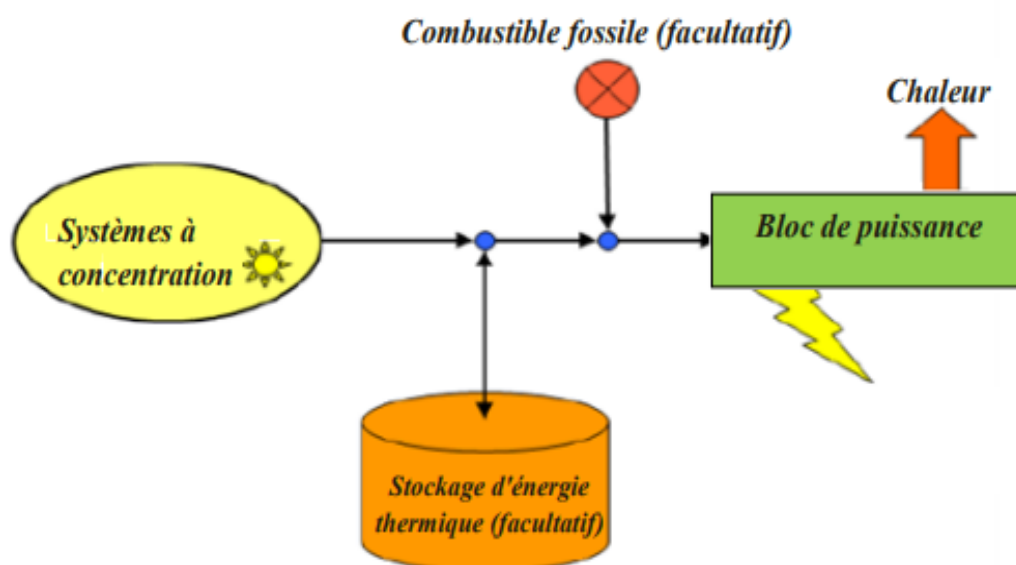 Combustible fossile (facultatif)
Chaleur
Systèmes à
concentration
Bloc de puissance
Stockage d'énergie
thermique (facultatif)